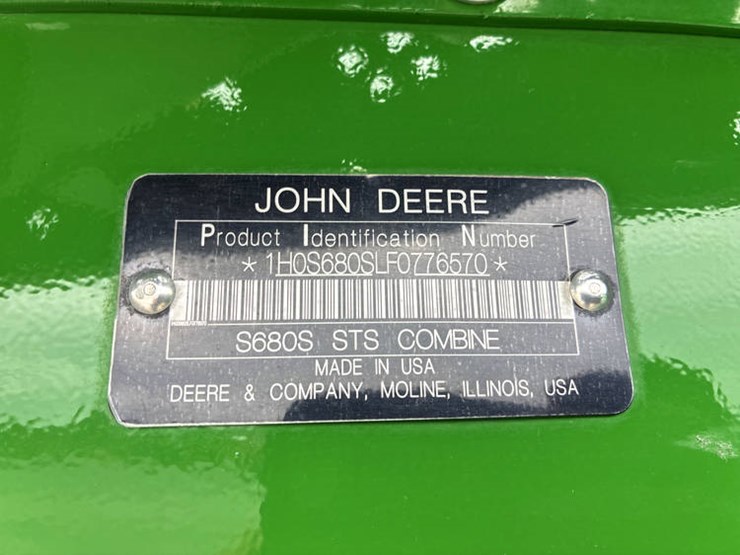 JOHN DEERE
Product Identification Number
*1H0S680SLF0776570*
S680S STS COMBINE
MADE IN USA
DEERE & COMPANY, MOLINE, ILLINOIS, USA